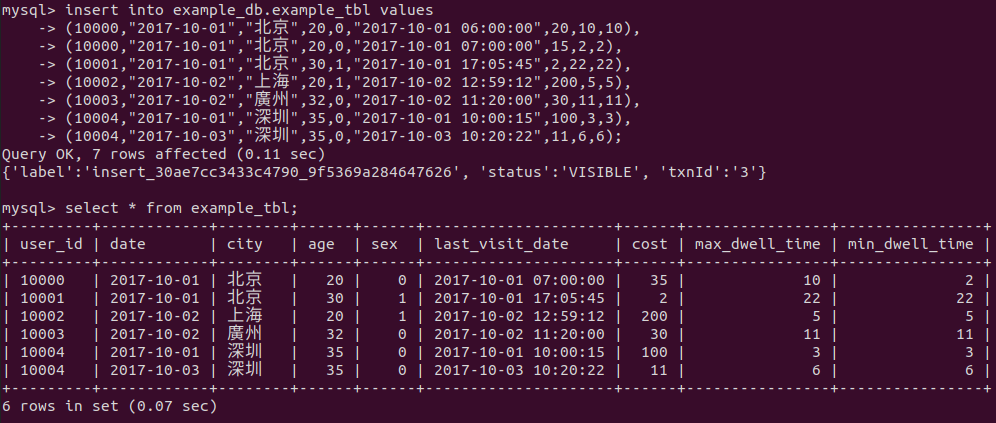 mysql> insert into example_db.example_tbl values
    -> (10000,"2017-10-01","北京",20,0,"2017-10-01 06:00:00",20,10,10),
    -> (10000,"2017-10-01","北京",20,0,"2017-10-01 07:00:00",15,2,2),
    -> (10001,"2017-10-01","北京",30,1,"2017-10-01 17:05:45",2,22,22),
    -> (10002,"2017-10-02","上海",20,1,"2017-10-02 12:59:12",200,5,5),
    -> (10003,"2017-10-02","廣州",32,0,"2017-10-02 11:20:00",30,11,11),
    -> (10004,"2017-10-01","深圳",35,0,"2017-10-01 10:00:15",100,3,3),
    -> (10004,"2017-10-03","深圳",35,0,"2017-10-03 10:20:22",11,6,6);
Query OK, 7 rows affected (0.11 sec)
{'label':'insert_30ae7cc3433c4790_9f5369a284647626', 'status':'VISIBLE', 'txnId':'3'}

mysql> select * from example_tbl;
+---------+------------+--------+------+------+---------------------+------+----------------+----------------+
| user_id | date       | city   | age  | sex  | last_visit_date     | cost | max_dwell_time | min_dwell_time |
+---------+------------+--------+------+------+---------------------+------+----------------+----------------+
| 10000   | 2017-10-01 | 北京   |   20 |    0 | 2017-10-01 07:00:00 |   35 |             10 |              2 |
| 10001   | 2017-10-01 | 北京   |   30 |    1 | 2017-10-01 17:05:45 |    2 |             22 |             22 |
| 10002   | 2017-10-02 | 上海   |   20 |    1 | 2017-10-02 12:59:12 |  200 |              5 |              5 |
| 10003   | 2017-10-02 | 廣州   |   32 |    0 | 2017-10-02 11:20:00 |   30 |             11 |             11 |
| 10004   | 2017-10-01 | 深圳   |   35 |    0 | 2017-10-01 10:00:15 |  100 |              3 |              3 |
| 10004   | 2017-10-03 | 深圳   |   35 |    0 | 2017-10-03 10:20:22 |   11 |              6 |              6 |
+---------+------------+--------+------+------+---------------------+------+----------------+----------------+
6 rows in set (0.07 sec)